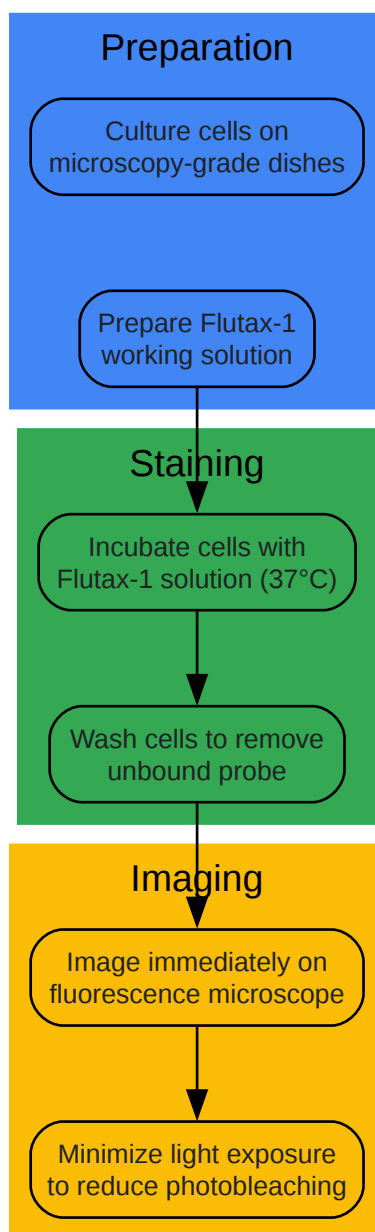 Preparation
Culture cells on
microscopy-grade dishes
Prepare Flutax-1
working solution
Staining
Incubate cells with
Flutax-1 solution (37°C)
Wash cells to remove
unbound probe
Imaging
Image immediately on
fluorescence microscope
Minimize light exposure
to reduce photobleaching